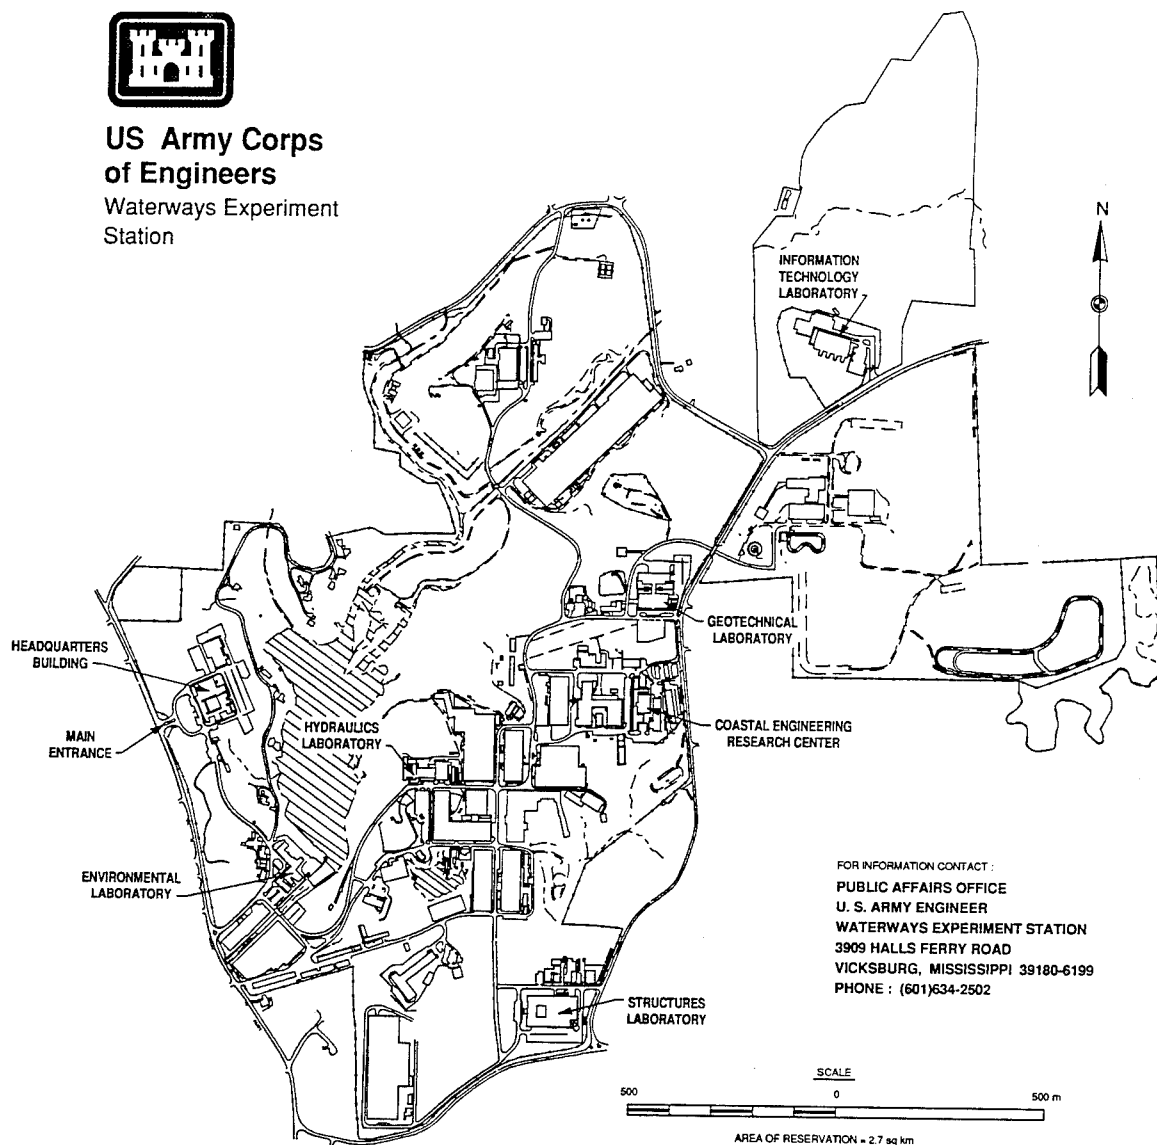 US Army Corps
of Engineers
Waterways Experiment
Station
N
INFORMATION
TECHNOLOGY
LABORATORY
GEOTECHNICAL
LABORATORY
HEADQUARTERS
BUILDING
MAIN
ENTRANCE
HYDRAULICS
LABORATORY
COASTAL ENGINEERING
RESEARCH CENTER
ENVIRONMENTAL
LABORATORY
FOR INFORMATION CONTACT :
PUBLIC AFFAIRS OFFICE
U. S. ARMY ENGINEER
WATERWAYS EXPERIMENT STATION
3909 HALLS FERRY ROAD
VICKSBURG, MISSISSIPPI 39180-6199
PHONE : (601)634-2502
STRUCTURES
LABORATORY
SCALE
500 0 500 m
AREA OF RESERVATION = 2.7 sq km